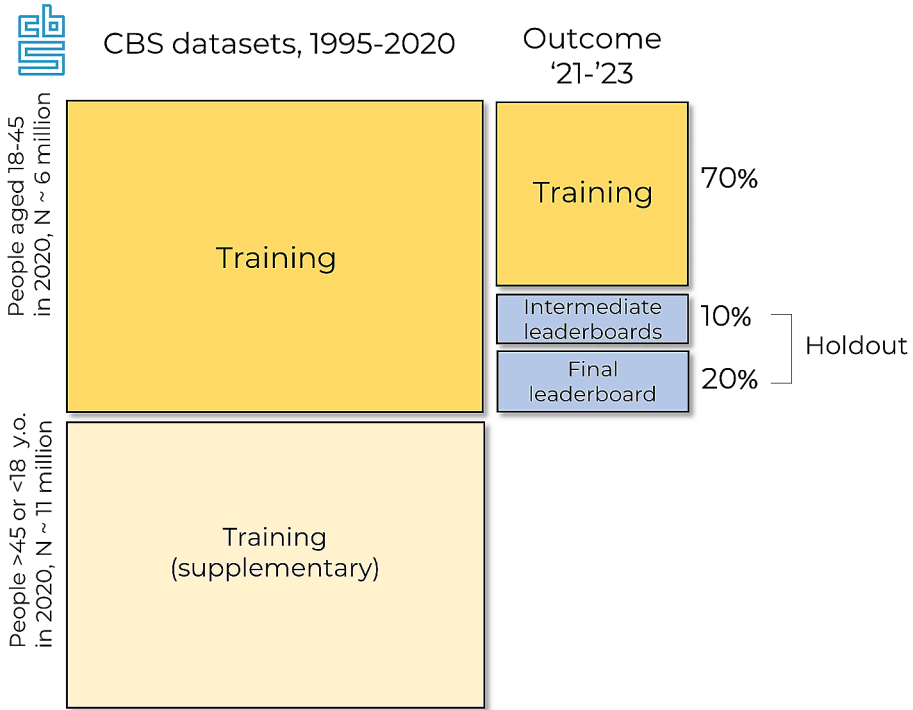 cbs
CBS datasets, 1995-2020
Outcome
‘21-’23
People aged 18-45
in 2020, N ~ 6 million
Training
Training
70%
Intermediate
leaderboards
10%
Final
leaderboard
20%
Holdout
People >45 or <18 y.o.
in 2020, N ~ 11 million
Training
(supplementary)